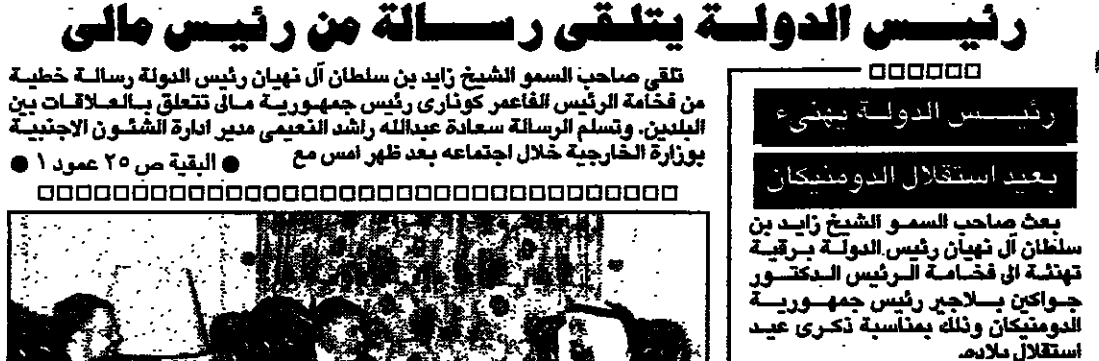 رئيس الدولة يتلقى رسالة من رئيس مالى
تلقى صاحب السمو الشيخ زايد بن سلطان آل نهيان رئيس الدولة رسالة خطية
من فخامة الرئيس الفاعمر كونارى رئيس جمهورية مالى تتعلق بالعلاقات بين
البلدين. وتسلم الرسالة سعادة عبدالله راشد النعيمى مدير ادارة الشئون الاجنبية
بوزارة الخارجية خلال اجتماعه بعد ظهر امس مع
● البقية ص ٢٥ عمود ١ ●
رئيس الدولة يهنىء
بعيد استقلال الدومنيكان
بعث صاحب السمو الشيخ زايد بن
سلطان آل نهيان رئيس الدولة برقية
تهنئة الى فخامة الرئيس الدكتور
جواكين بلاجير رئيس جمهورية
الدومنيكان وذلك بمناسبة ذكرى عيد
استقلال بلاده.